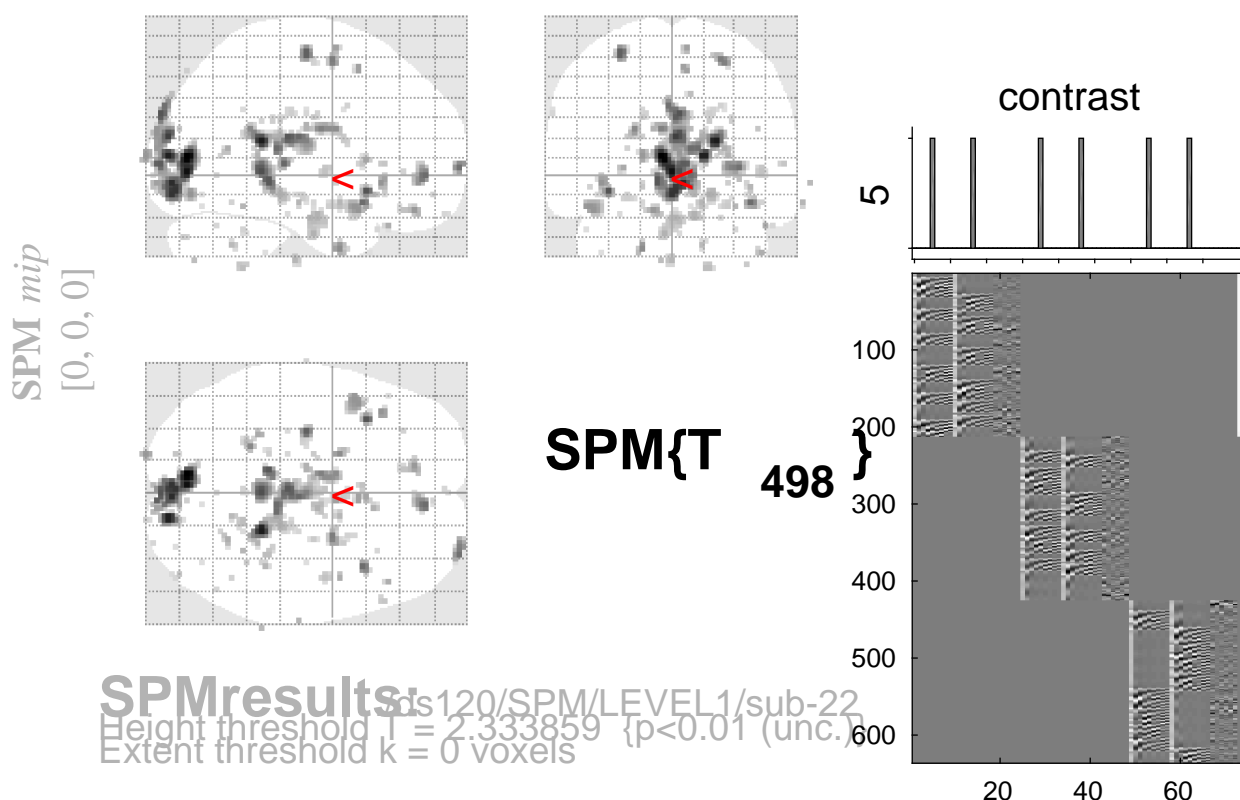 SPM mip
[0, 0, 0]
<
<
<
SPM{T 498 }
SPMresults: /ds120/SPM/LEVEL1/sub-22
Height threshold T = 2.333859 {p<0.01 (unc.)}
Extent threshold k = 0 voxels
contrast
5
100
200
300
400
500
600
20 40 60